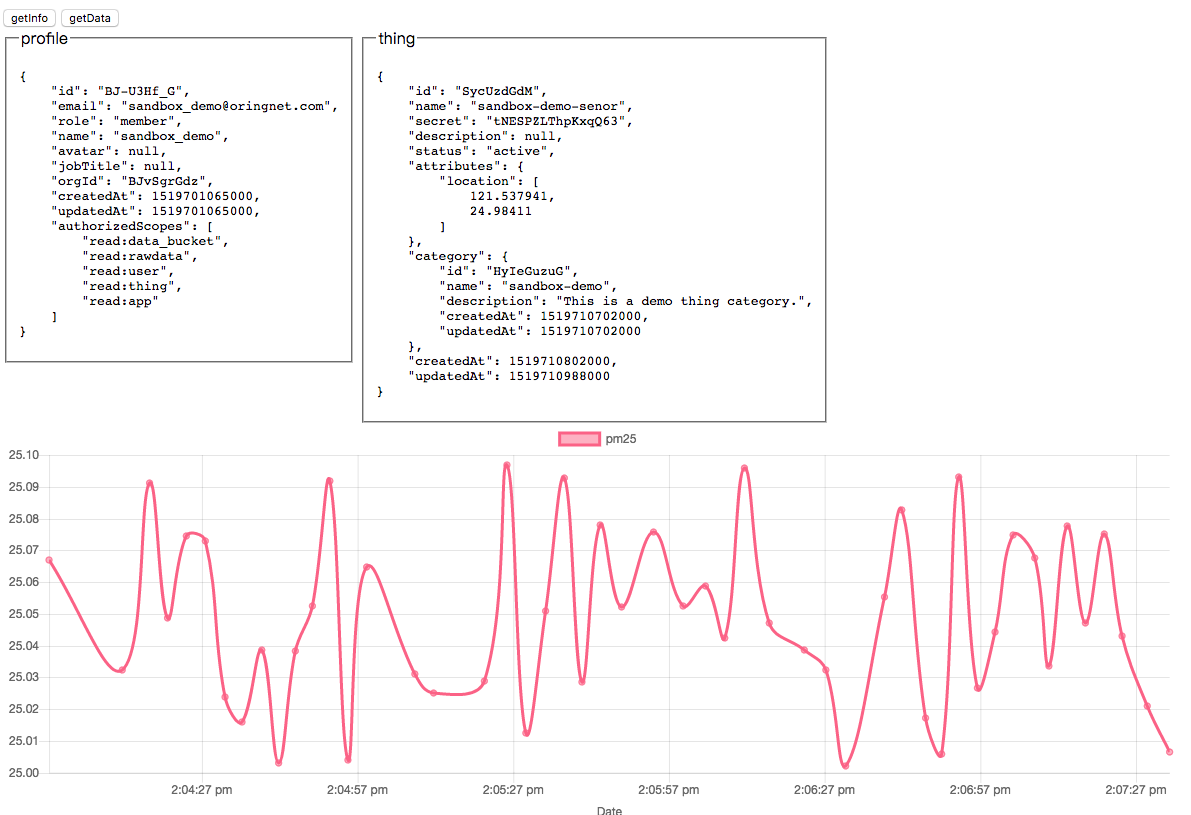 getInfo getData
profile
{
    "id": "BJ-U3Hf_G",
    "email": "sandbox_demo@oringnet.com",
    "role": "member",
    "name": "sandbox_demo",
    "avatar": null,
    "jobTitle": null,
    "orgId": "BJvSgrGdz",
    "createdAt": 1519701065000,
    "updatedAt": 1519701065000,
    "authorizedScopes": [
        "read:data_bucket",
        "read:rawdata",
        "read:user",
        "read:thing",
        "read:app"
    ]
}
thing
{
    "id": "SycUzdGdM",
    "name": "sandbox-demo-senor",
    "secret": "tNESPZLThpKxqQ63",
    "description": null,
    "status": "active",
    "attributes": {
        "location": [
            121.537941,
            24.98411
        ]
    },
    "category": {
        "id": "HyIeGuzuG",
        "name": "sandbox-demo",
        "description": "This is a demo thing category.",
        "createdAt": 1519710702000,
        "updatedAt": 1519710702000
    },
    "createdAt": 1519710802000,
    "updatedAt": 1519710988000
}
pm25
25.10
25.09
25.08
25.07
25.06
25.05
25.04
25.03
25.02
25.01
25.00
2:04:27 pm 2:04:57 pm 2:05:27 pm 2:05:57 pm 2:06:27 pm 2:06:57 pm 2:07:27 pm
Date